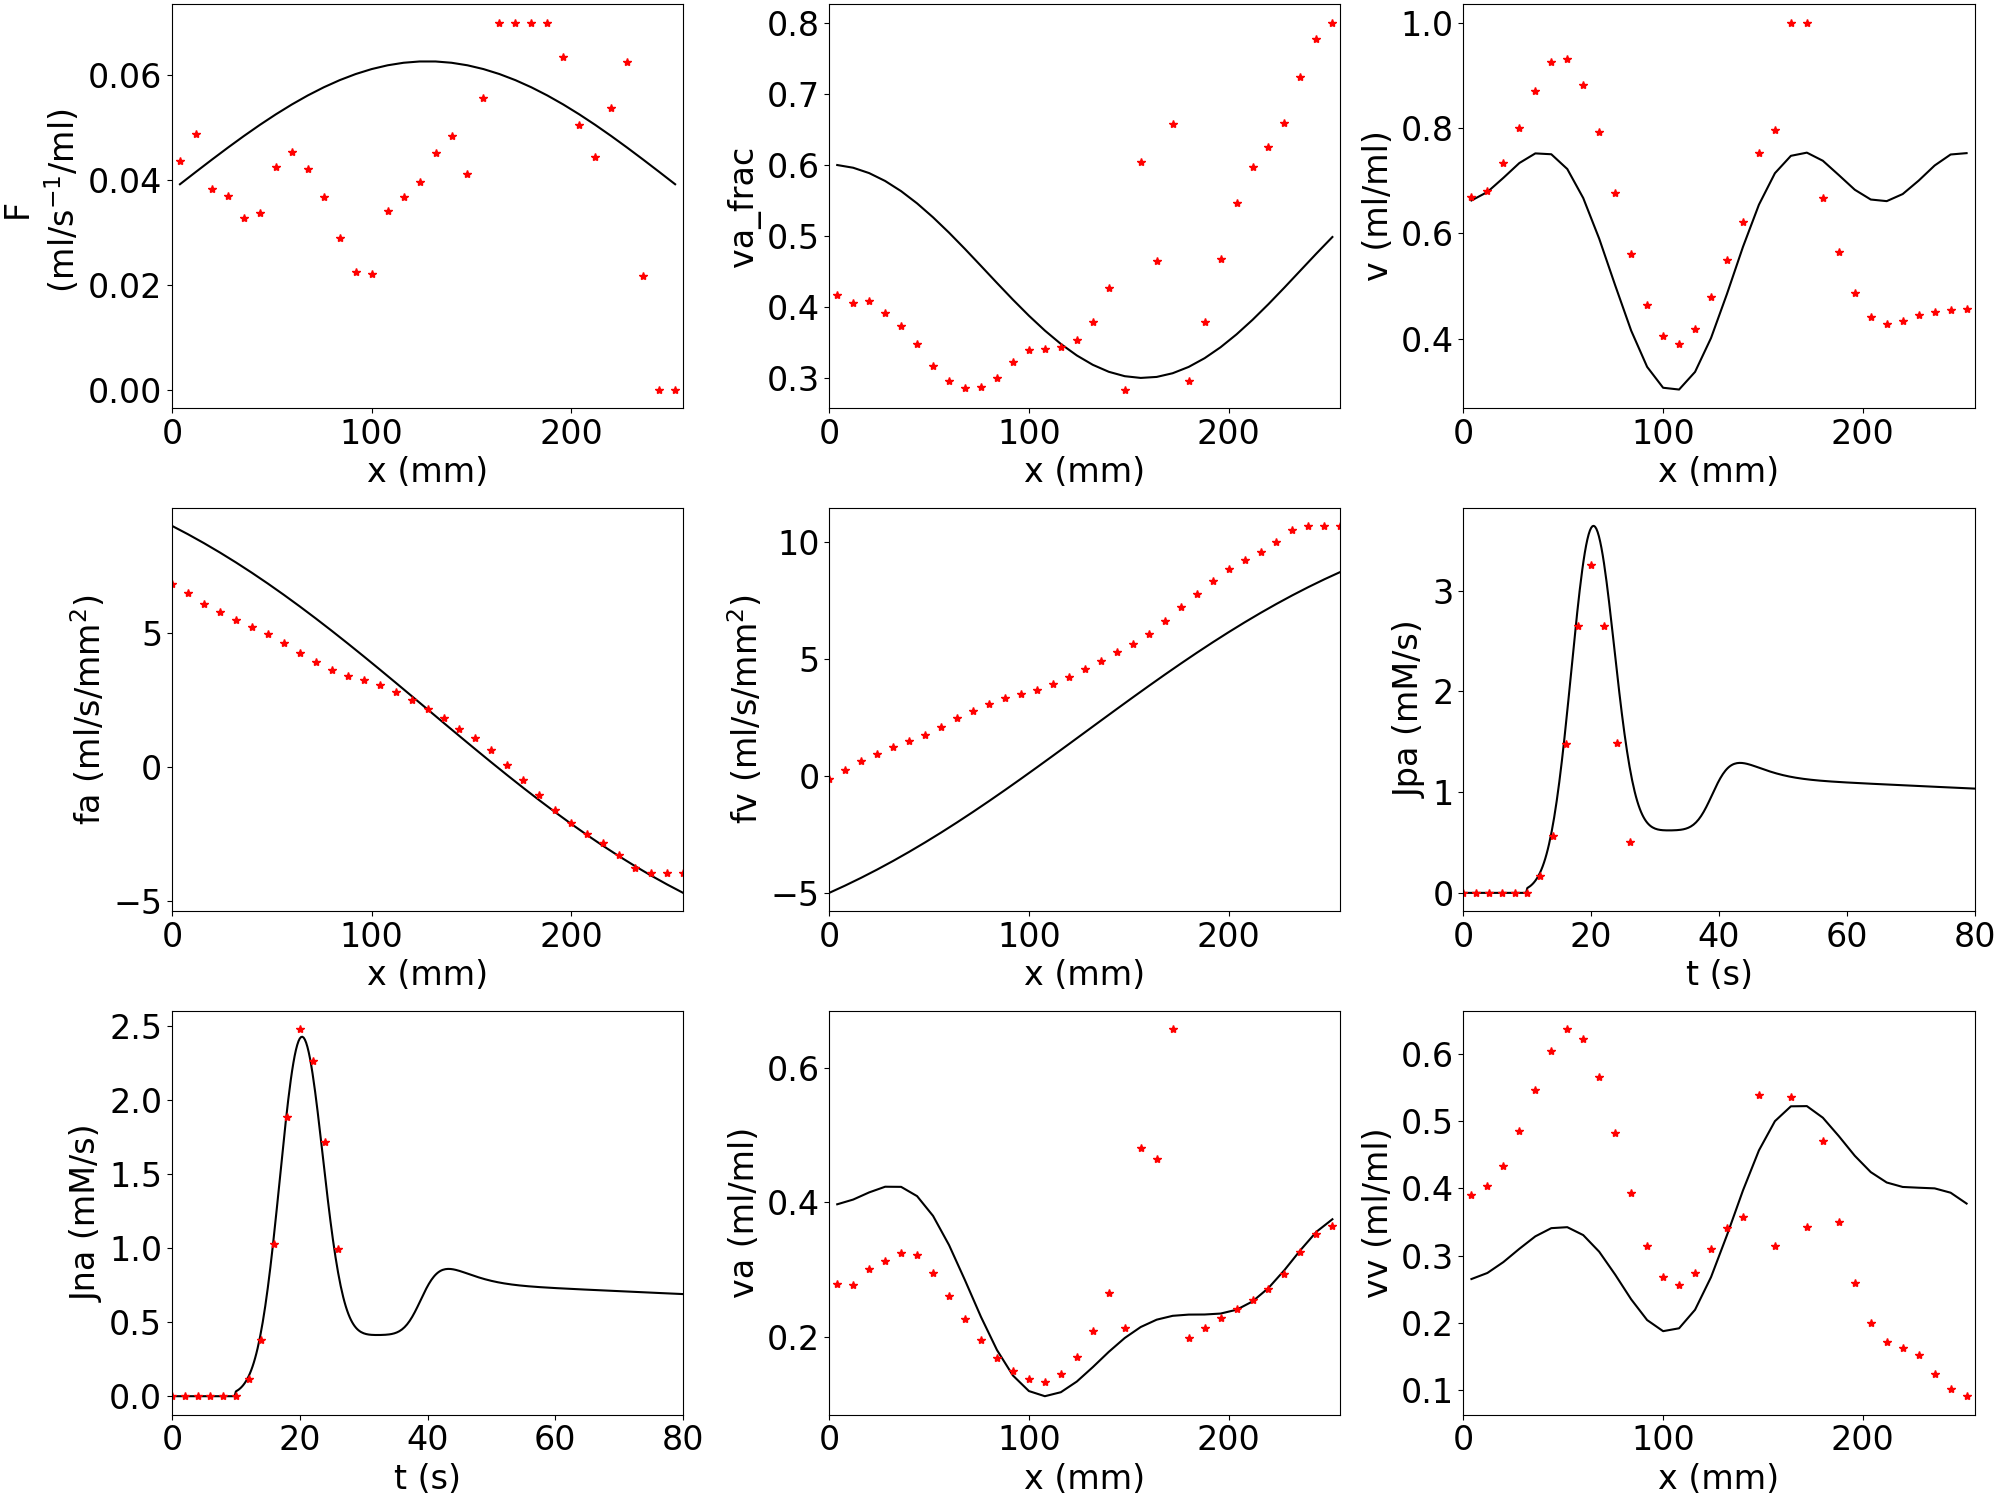 F
(ml/s⁻¹/ml)
0.06
0.04
0.02
0.00
0 100 200
x (mm)
va_frac
0.8
0.7
0.6
0.5
0.4
0.3
0 100 200
x (mm)
v (ml/ml)
1.0
0.8
0.6
0.4
0 100 200
x (mm)
fa (ml/s/mm²)
5
0
−5
0 100 200
x (mm)
fv (ml/s/mm²)
10
5
0
−5
0 100 200
x (mm)
Jpa (mM/s)
3
2
1
0
0 20 40 60 80
t (s)
Jna (mM/s)
2.5
2.0
1.5
1.0
0.5
0.0
0 20 40 60 80
t (s)
va (ml/ml)
0.6
0.4
0.2
0 100 200
x (mm)
vv (ml/ml)
0.6
0.5
0.4
0.3
0.2
0.1
0 100 200
x (mm)